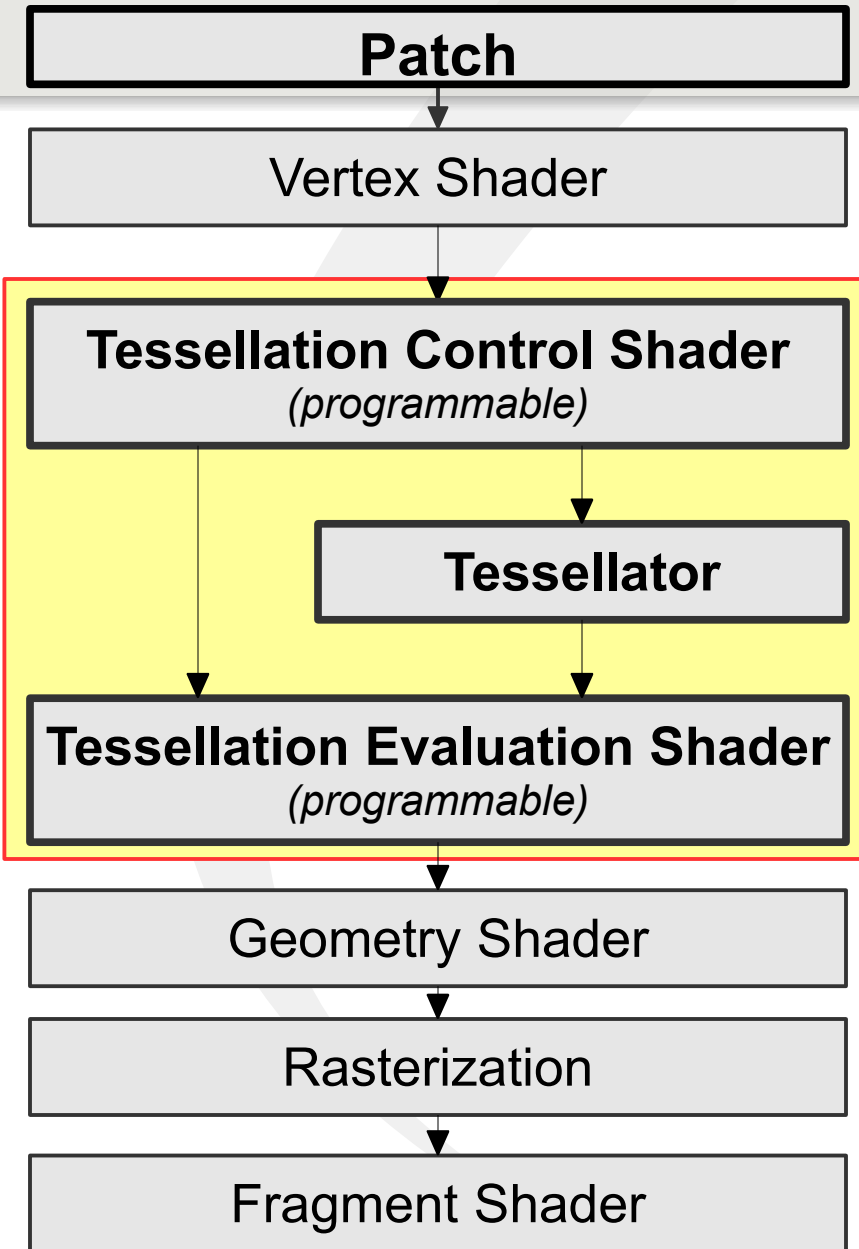 Patch
Vertex Shader
Tessellation Control Shader
(programmable)
Tessellator
Tessellation Evaluation Shader
(programmable)
Geometry Shader
Rasterization
Fragment Shader